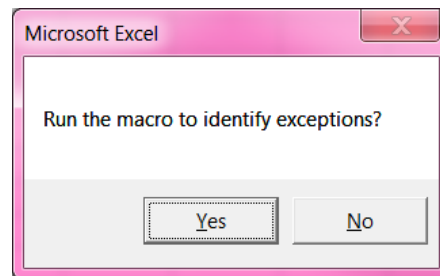 Microsoft Excel
X
Run the macro to identify exceptions?
Yes
No